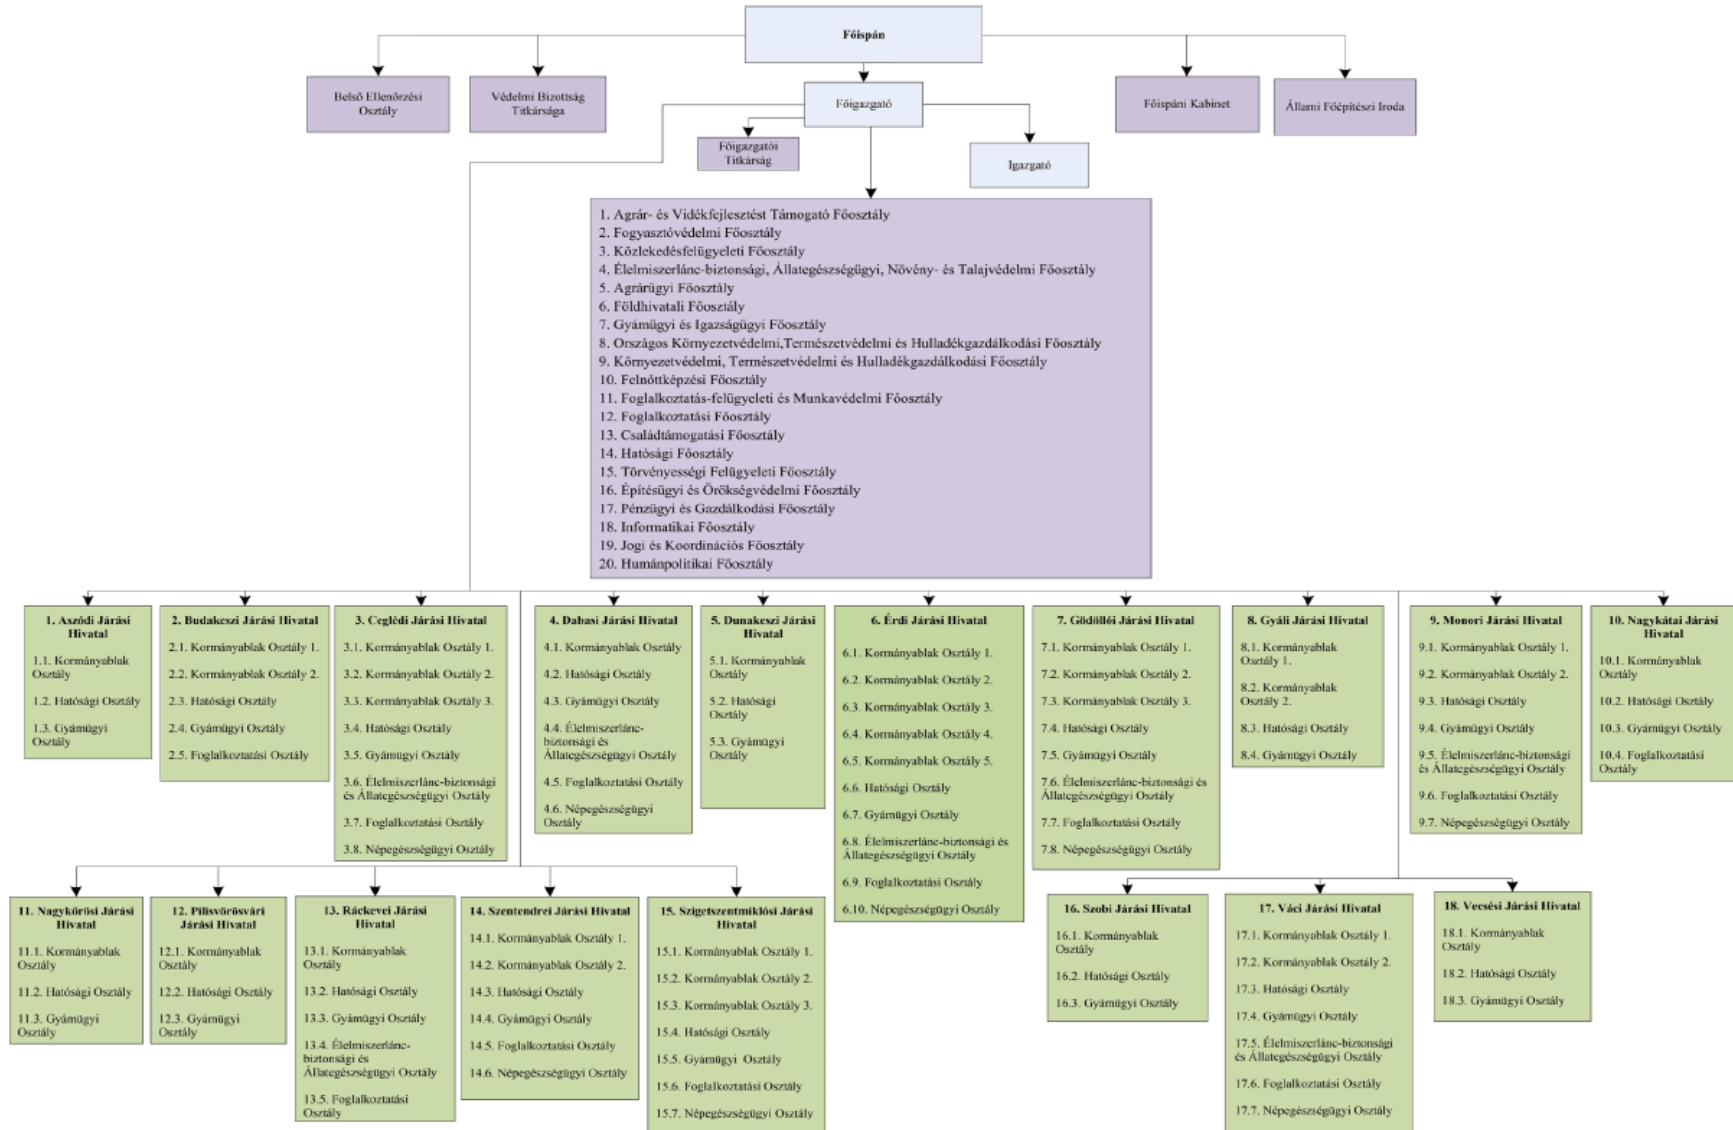 Főispán
Belső Ellenőrzési
Osztály
Védelmi Bizottság
Titkársága
Főigazgató
Főispáni Kabinet
Állami Főépítészi Iroda
Főigazgatói
Titkárság
Igazgató
1. Agrár- és Vidékfejlesztést Támogató Főosztály
2. Fogyasztóvédelmi Főosztály
3. Közlekedésfelügyeleti Főosztály
4. Élelmiszerlánc-biztonsági, Állategészségügyi, Növény- és Talajvédelmi Főosztály
5. Agrárügyi Főosztály
6. Földhivatali Főosztály
7. Gyámügyi és Igazságügyi Főosztály
8. Országos Környezetvédelmi,Természetvédelmi és Hulladékgazdálkodási Főosztály
9. Környezetvédelmi, Természetvédelmi és Hulladékgazdálkodási Főosztály
10. Felnőttképzési Főosztály
11. Foglalkoztatás-felügyeleti és Munkavédelmi Főosztály
12. Foglalkoztatási Főosztály
13. Családtámogatási Főosztály
14. Hatósági Főosztály
15. Törvényességi Felügyeleti Főosztály
16. Építésügyi és Örökségvédelmi Főosztály
17. Pénzügyi és Gazdálkodási Főosztály
18. Informatikai Főosztály
19. Jogi és Koordinációs Főosztály
20. Humánpolitikai Főosztály
1. Aszódi Járási
Hivatal
1.1. Kormányablak
Osztály
1.2. Hatósági Osztály
1.3. Gyámügyi
Osztály
2. Budakeszi Járási Hivatal
2.1. Kormányablak Osztály 1.
2.2. Kormányablak Osztály 2.
2.3. Hatósági Osztály
2.4. Gyámügyi Osztály
2.5. Foglalkoztatási Osztály
3. Ceglédi Járási Hivatal
3.1. Kormányablak Osztály 1.
3.2. Kormányablak Osztály 2.
3.3. Kormányablak Osztály 3.
3.4. Hatósági Osztály
3.5. Gyámügyi Osztály
3.6. Élelmiszerlánc-biztonsági
és Állategészségügyi Osztály
3.7. Foglalkoztatási Osztály
3.8. Népegészségügyi Osztály
4. Dabasi Járási Hivatal
4.1. Kormányablak Osztály
4.2. Hatósági Osztály
4.3. Gyámügyi Osztály
4.4. Élelmiszerlánc-
biztonsági és
Állategészségügyi Osztály
4.5. Foglalkoztatási Osztály
4.6. Népegészségügyi
Osztály
5. Dunakeszi Járási
Hivatal
5.1. Kormányablak
Osztály
5.2. Hatósági
Osztály
5.3. Gyámügyi
Osztály
6. Érdi Járási Hivatal
6.1. Kormányablak Osztály 1.
6.2. Kormányablak Osztály 2.
6.3. Kormányablak Osztály 3.
6.4. Kormányablak Osztály 4.
6.5. Kormányablak Osztály 5.
6.6. Hatósági Osztály
6.7. Gyámügyi Osztály
6.8. Élelmiszerlánc-biztonsági és
Állategészségügyi Osztály
6.9. Foglalkoztatási Osztály
6.10. Népegészségügyi Osztály
7. Gödöllői Járási Hivatal
7.1. Kormányablak Osztály 1.
7.2. Kormányablak Osztály 2.
7.3. Kormányablak Osztály 3.
7.4. Hatósági Osztály
7.5. Gyámügyi Osztály
7.6. Élelmiszerlánc-biztonsági és
Állategészségügyi Osztály
7.7. Foglalkoztatási Osztály
7.8. Népegészségügyi Osztály
8. Gyáli Járási Hivatal
8.1. Kormányablak
Osztály 1.
8.2. Kormányablak
Osztály 2.
8.3. Hatósági Osztály
8.4. Gyámügyi Osztály
9. Monori Járási Hivatal
9.1. Kormányablak Osztály 1.
9.2. Kormányablak Osztály 2.
9.3. Hatósági Osztály
9.4. Gyámügyi Osztály
9.5. Élelmiszerlánc-biztonsági és
Állategészségügyi Osztály
9.6. Foglalkoztatási Osztály
9.7. Népegészségügyi Osztály
10. Nagykátai Járási
Hivatal
10.1. Kormányablak
Osztály
10.2. Hatósági Osztály
10.3. Gyámügyi Osztály
10.4. Foglalkoztatási
Osztály
11. Nagykőrösi Járási
Hivatal
11.1. Kormányablak
Osztály
11.2. Hatósági Osztály
11.3. Gyámügyi
Osztály
12. Pilisvörösvári
Járási Hivatal
12.1. Kormányablak
Osztály
12.2. Hatósági Osztály
12.3. Gyámügyi
Osztály
13. Ráckevei Járási
Hivatal
13.1. Kormányablak
Osztály
13.2. Hatósági Osztály
13.3. Gyámügyi Osztály
13.4. Élelmiszerlánc-
biztonsági és
Állategészségügyi Osztály
13.5. Foglalkoztatási
Osztály
14. Szentendrei Járási Hivatal
14.1. Kormányablak Osztály 1.
14.2. Kormányablak Osztály 2.
14.3. Hatósági Osztály
14.4. Gyámügyi Osztály
14.5. Foglalkoztatási Osztály
14.6. Népegészségügyi Osztály
15. Szigetszentmiklósi Járási
Hivatal
15.1. Kormányablak Osztály 1.
15.2. Kormányablak Osztály 2.
15.3. Kormányablak Osztály 3.
15.4. Hatósági Osztály
15.5. Gyámügyi Osztály
15.6. Foglalkoztatási Osztály
15.7. Népegészségügyi Osztály
16. Szobi Járási Hivatal
16.1. Kormányablak
Osztály
16.2. Hatósági Osztály
16.3. Gyámügyi Osztály
17. Váci Járási Hivatal
17.1. Kormányablak Osztály 1.
17.2. Kormányablak Osztály 2.
17.3. Hatósági Osztály
17.4. Gyámügyi Osztály
17.5. Élelmiszerlánc-biztonsági
és Állategészségügyi Osztály
17.6. Foglalkoztatási Osztály
17.7. Népegészségügyi Osztály
18. Vecsési Járási Hivatal
18.1. Kormányablak
Osztály
18.2. Hatósági Osztály
18.3. Gyámügyi Osztály